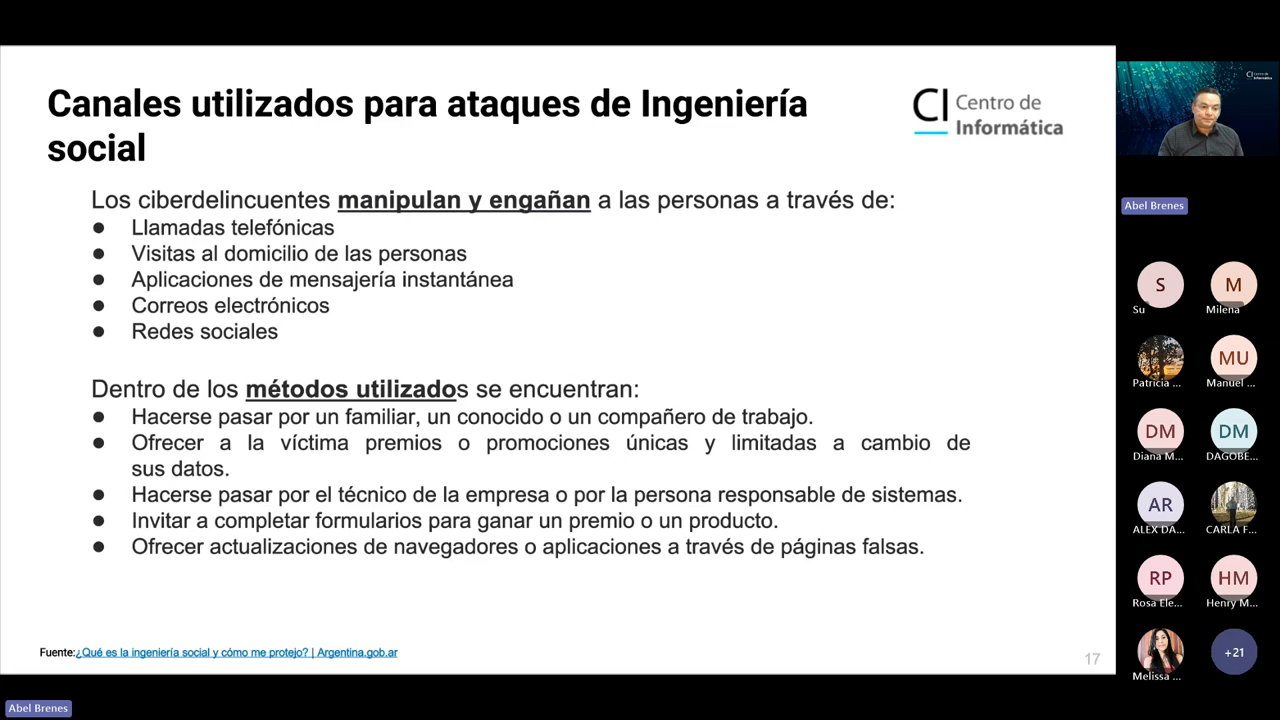 Canales utilizados para ataques de Ingeniería
social
CI Centro de
Informática
Los ciberdelincuentes manipulan y engañan a las personas a través de:
● Llamadas telefónicas
● Visitas al domicilio de las personas
● Aplicaciones de mensajería instantánea
● Correos electrónicos
● Redes sociales
Dentro de los métodos utilizados se encuentran:
● Hacerse pasar por un familiar, un conocido o un compañero de trabajo.
● Ofrecer a la víctima premios o promociones únicas y limitadas a cambio de
sus datos.
● Hacerse pasar por el técnico de la empresa o por la persona responsable de sistemas.
● Invitar a completar formularios para ganar un premio o un producto.
● Ofrecer actualizaciones de navegadores o aplicaciones a través de páginas falsas.
Fuente:¿Qué es la ingeniería social y cómo me protejo? | Argentina.gob.ar
17
Abel Brenes
CI Centro de
Informática
Abel Brenes
S
M
Su
Milena
MU
Patricia ...
Manuel ...
DM
DM
Diana M...
DAGOBE...
AR
ALEX DA...
CARLA F...
RP
HM
Rosa Ele...
Henry M...
+21
Melissa ...